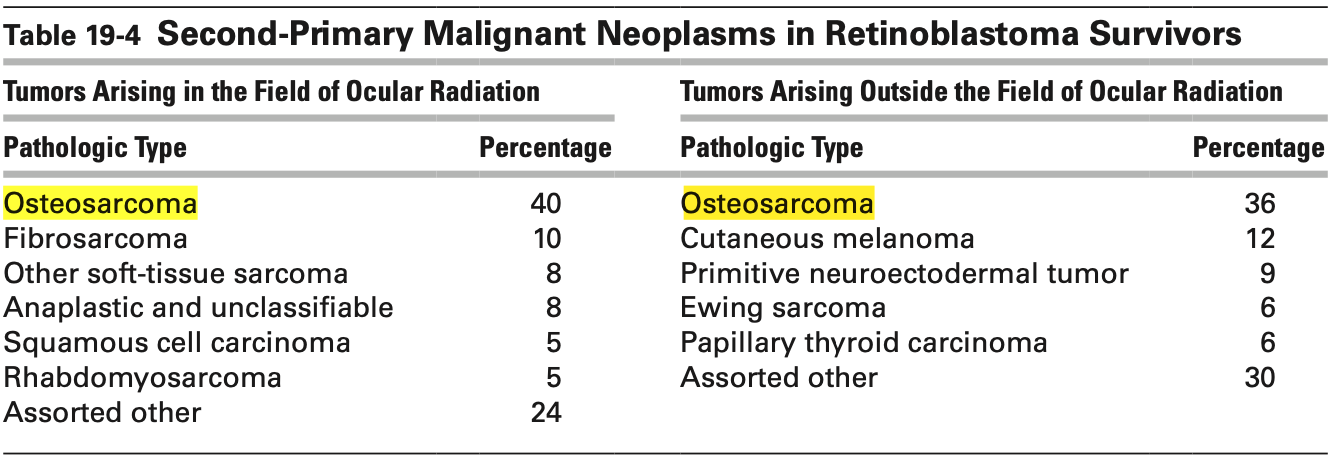 Table 19-4 Second-Primary Malignant Neoplasms in Retinoblastoma Survivors
Tumors Arising in the Field of Ocular Radiation Tumors Arising Outside the Field of Ocular Radiation
Pathologic Type Percentage Pathologic Type Percentage
Osteosarcoma 40 Osteosarcoma 36
Fibrosarcoma 10 Cutaneous melanoma 12
Other soft-tissue sarcoma 8 Primitive neuroectodermal tumor 9
Anaplastic and unclassifiable 8 Ewing sarcoma 6
Squamous cell carcinoma 5 Papillary thyroid carcinoma 6
Rhabdomyosarcoma 5 Assorted other 30
Assorted other 24